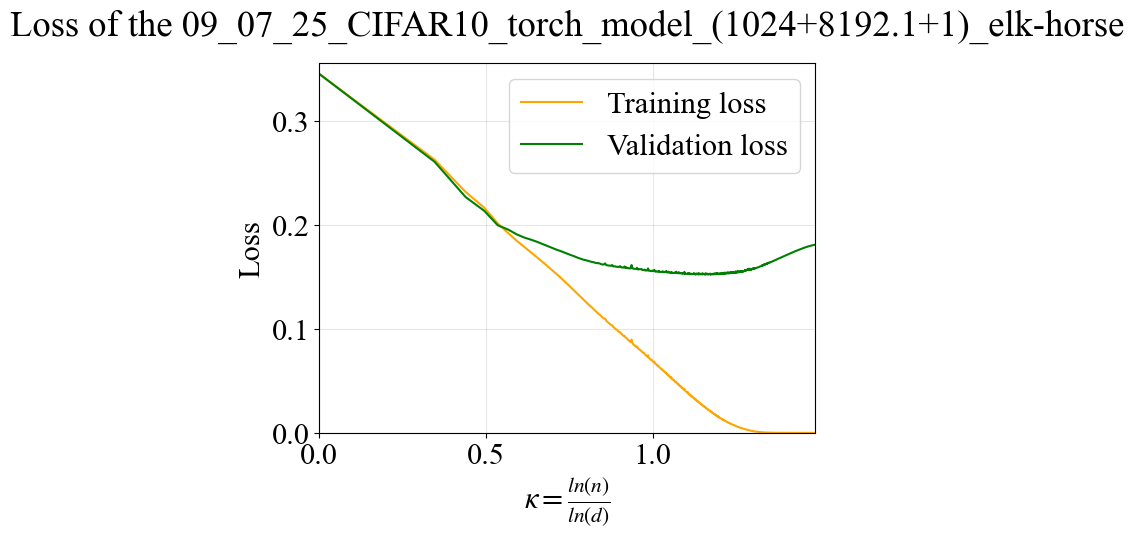 Loss of the 09_07_25_CIFAR10_torch_model_(1024+8192.1+1)_elk-horse
Training loss
Validation loss
Loss
0.3
0.2
0.1
0.0
0.0 0.5 1.0
κ = ln(n)/ln(d)